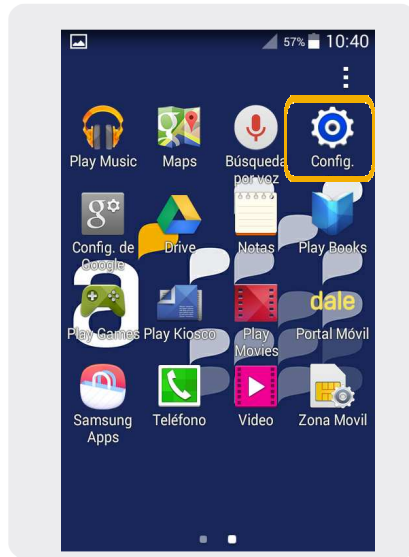 57% 10:40
Play Music
Maps
Búsqueda
por voz
Config.
g
Config. de
Google
Drive
Notas
Play Books
a
Play Games
Play Kiosco
Play
Movies
dale
Portal Móvil
Samsung
Apps
Teléfono
Video
Zona Movil